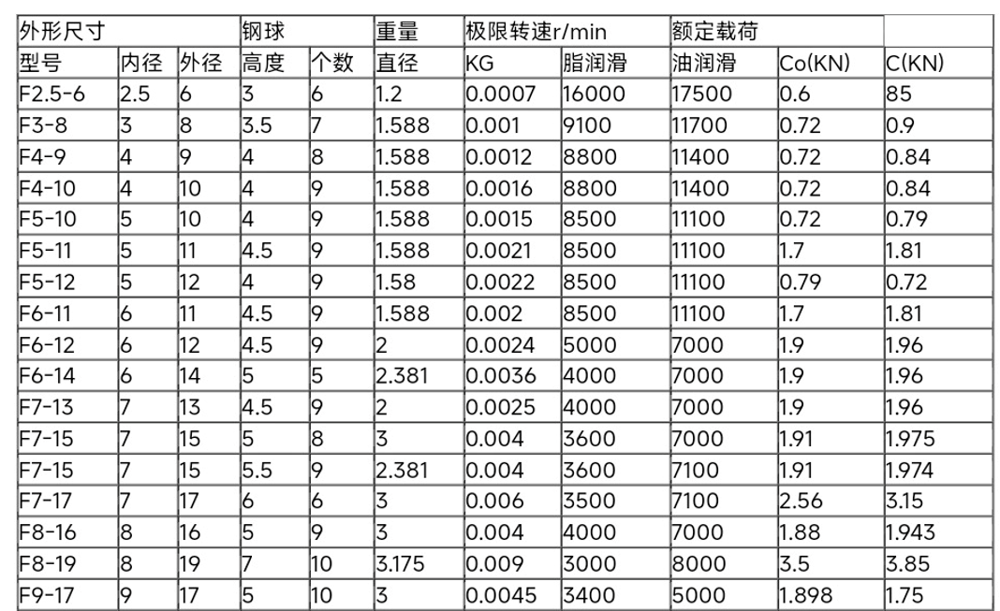 外形尺寸 钢球 重量 极限转速r/min 额定载荷
型号 内径 外径 高度 个数 直径 KG 脂润滑 油润滑 Co(KN) C(KN)
F2.5-6 2.5 6 3 6 1.2 0.0007 16000 17500 0.6 85
F3-8 3 8 3.5 7 1.588 0.001 9100 11700 0.72 0.9
F4-9 4 9 4 8 1.588 0.0012 8800 11400 0.72 0.84
F4-10 4 10 4 9 1.588 0.0016 8800 11400 0.72 0.84
F5-10 5 10 4 9 1.588 0.0015 8500 11100 0.72 0.79
F5-11 5 11 4.5 9 1.588 0.0021 8500 11100 1.7 1.81
F5-12 5 12 4 9 1.58 0.0022 8500 11100 0.79 0.72
F6-11 6 11 4.5 9 1.588 0.002 8500 11100 1.7 1.81
F6-12 6 12 4.5 9 2 0.0024 5000 7000 1.9 1.96
F6-14 6 14 5 5 2.381 0.0036 4000 7000 1.9 1.96
F7-13 7 13 4.5 9 2 0.0025 4000 7000 1.9 1.96
F7-15 7 15 5 8 3 0.004 3600 7000 1.91 1.975
F7-15 7 15 5.5 9 2.381 0.004 3600 7100 1.91 1.974
F7-17 7 17 6 6 3 0.006 3500 7100 2.56 3.15
F8-16 8 16 5 9 3 0.004 4000 7000 1.88 1.943
F8-19 8 19 7 10 3.175 0.009 3000 8000 3.5 3.85
F9-17 9 17 5 10 3 0.0045 3400 5000 1.898 1.75